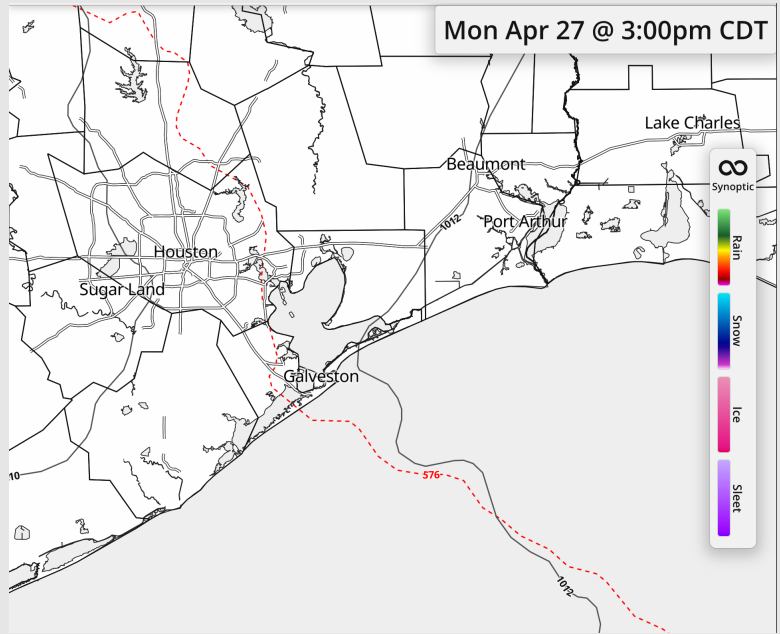 Mon Apr 27 @ 3:00pm CDT
Lake Charles
Beaumont
Synoptic
1012
Port Arthur
Rain
Houston
Sugar Land
Snow
Galveston
Ice
10
576
Sleet
1012